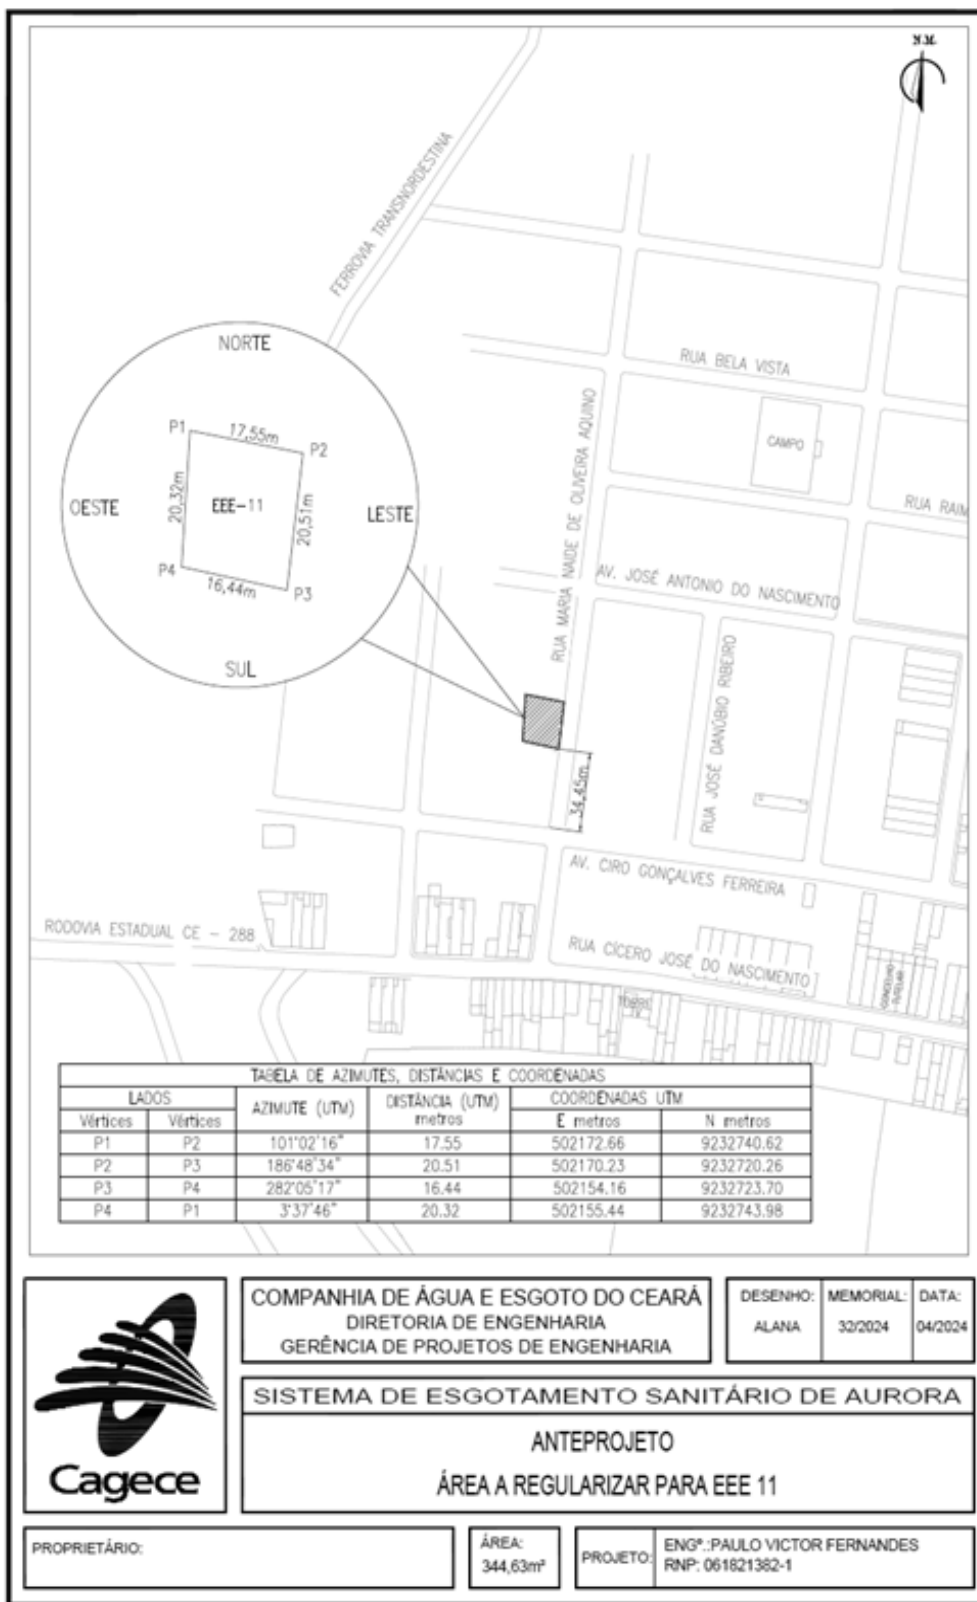 N.M.
FERROVIA TRANSNORDESTINA
NORTE
RUA BELA VISTA
P1
17,55m
P2
RUA MARIA NAIDE DE OLIVEIRA AQUINO
CAMPO
OESTE
20,32m
EEE-11
20,51m
LESTE
RUA RAIM
P4
16,44m
P3
AV. JOSÉ ANTONIO DO NASCIMENTO
SUL
RUA JOSÉ DANÚBIO RIBEIRO
34,45m
AV. CIRO GONÇALVES FERREIRA
RODOVIA ESTADUAL CE - 288
RUA CÍCERO JOSÉ DO NASCIMENTO
CONCELHO
TUTELAR
TORRE
TV
TABELA DE AZIMUTES, DISTÂNCIAS E COORDENADAS
LADOS AZIMUTE (UTM) DISTÂNCIA (UTM) metros COORDENADAS UTM
Vértices Vértices E metros N metros
P1 P2 101°02'16" 17.55 502172.66 9232740.62
P2 P3 186°48'34" 20.51 502170.23 9232720.26
P3 P4 282°05'17" 16.44 502154.16 9232723.70
P4 P1 3°37'46" 20.32 502155.44 9232743.98
Cagece
COMPANHIA DE ÁGUA E ESGOTO DO CEARÁ
DIRETORIA DE ENGENHARIA
GERÊNCIA DE PROJETOS DE ENGENHARIA
DESENHO: MEMORIAL: DATA:
ALANA 32/2024 04/2024
SISTEMA DE ESGOTAMENTO SANITÁRIO DE AURORA
ANTEPROJETO
ÁREA A REGULARIZAR PARA EEE 11
PROPRIETÁRIO:
ÁREA:
344,63m²
PROJETO:
ENGº.:PAULO VICTOR FERNANDES
RNP: 061821382-1